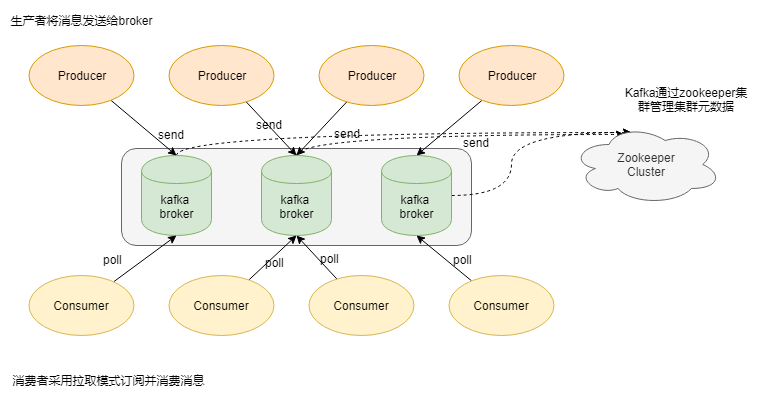 生产者将消息发送给broker
Producer
Producer
Producer
Producer
Kafka通过zookeeper集
群管理集群元数据
send
send
send
send
Zookeeper
Cluster
kafka
broker
kafka
broker
kafka
broker
poll
poll
poll
poll
Consumer
Consumer
Consumer
Consumer
消费者采用拉取模式订阅并消费消息